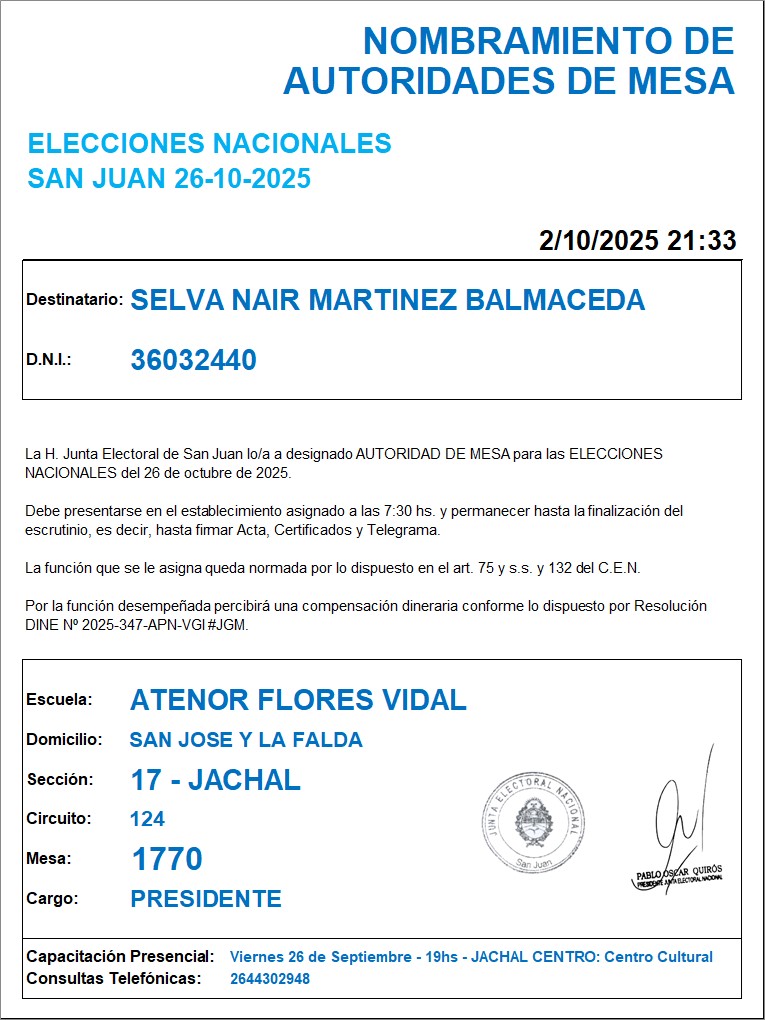 NOMBRAMIENTO DE
AUTORIDADES DE MESA
ELECCIONES NACIONALES
SAN JUAN 26-10-2025
2/10/2025 21:33
Destinatario: SELVA NAIR MARTINEZ BALMACEDA
D.N.I.: 36032440
La H. Junta Electoral de San Juan lo/a a designado AUTORIDAD DE MESA para las ELECCIONES
NACIONALES del 26 de octubre de 2025.
Debe presentarse en el establecimiento asignado a las 7:30 hs. y permanecer hasta la finalización del
escrutinio, es decir, hasta firmar Acta, Certificados y Telegrama.
La función que se le asigna queda normada por lo dispuesto en el art. 75 y s.s. y 132 del C.E.N.
Por la función desempeñada percibirá una compensación dineraria conforme lo dispuesto por Resolución
DINE Nº 2025-347-APN-VGI#JGM.
Escuela: ATENOR FLORES VIDAL
Domicilio: SAN JOSE Y LA FALDA
Sección: 17 - JACHAL
Circuito: 124
Mesa: 1770
Cargo: PRESIDENTE
JUNTA ELECTORAL NACIONAL
San Juan
PABLO OSCAR QUIRÓS
PRESIDENTE JUNTA ELECTORAL NACIONAL
Capacitación Presencial: Viernes 26 de Septiembre - 19hs - JACHAL CENTRO: Centro Cultural
Consultas Telefónicas: 2644302948